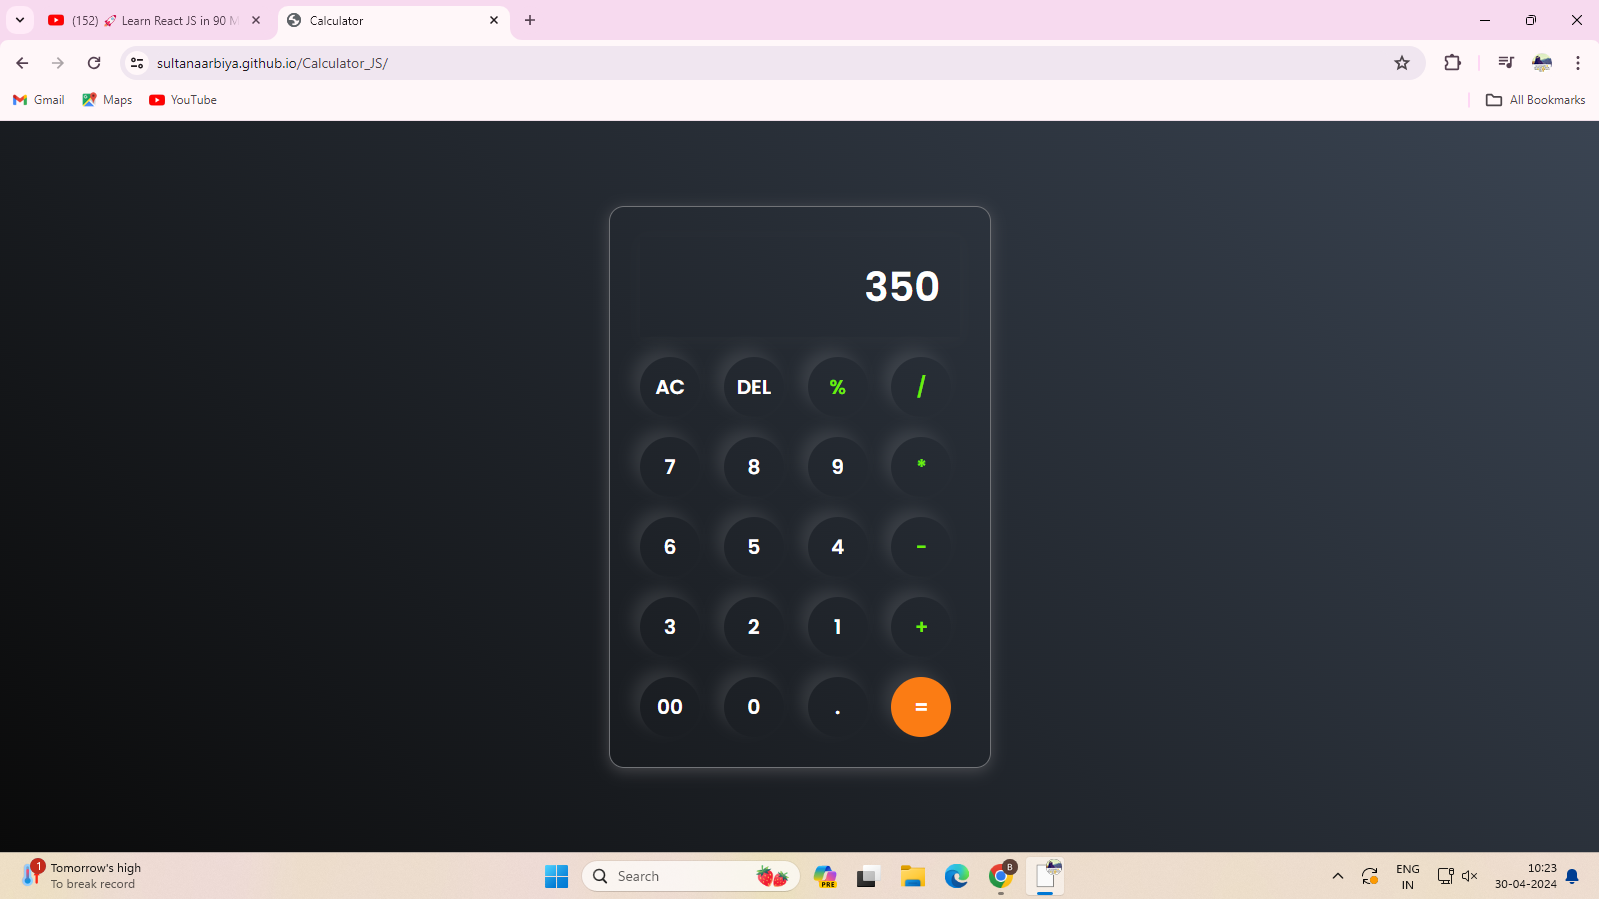 (152) 🚀 Learn React JS in 90 M
Calculator
sultanaarbiya.github.io/Calculator_JS/
Gmail
Maps
YouTube
All Bookmarks
350
AC DEL % /
7 8 9 *
6 5 4 -
3 2 1 +
00 0 . =
1
Tomorrow's high
To break record
Search
PRE
B
ENG
IN
10:23
30-04-2024